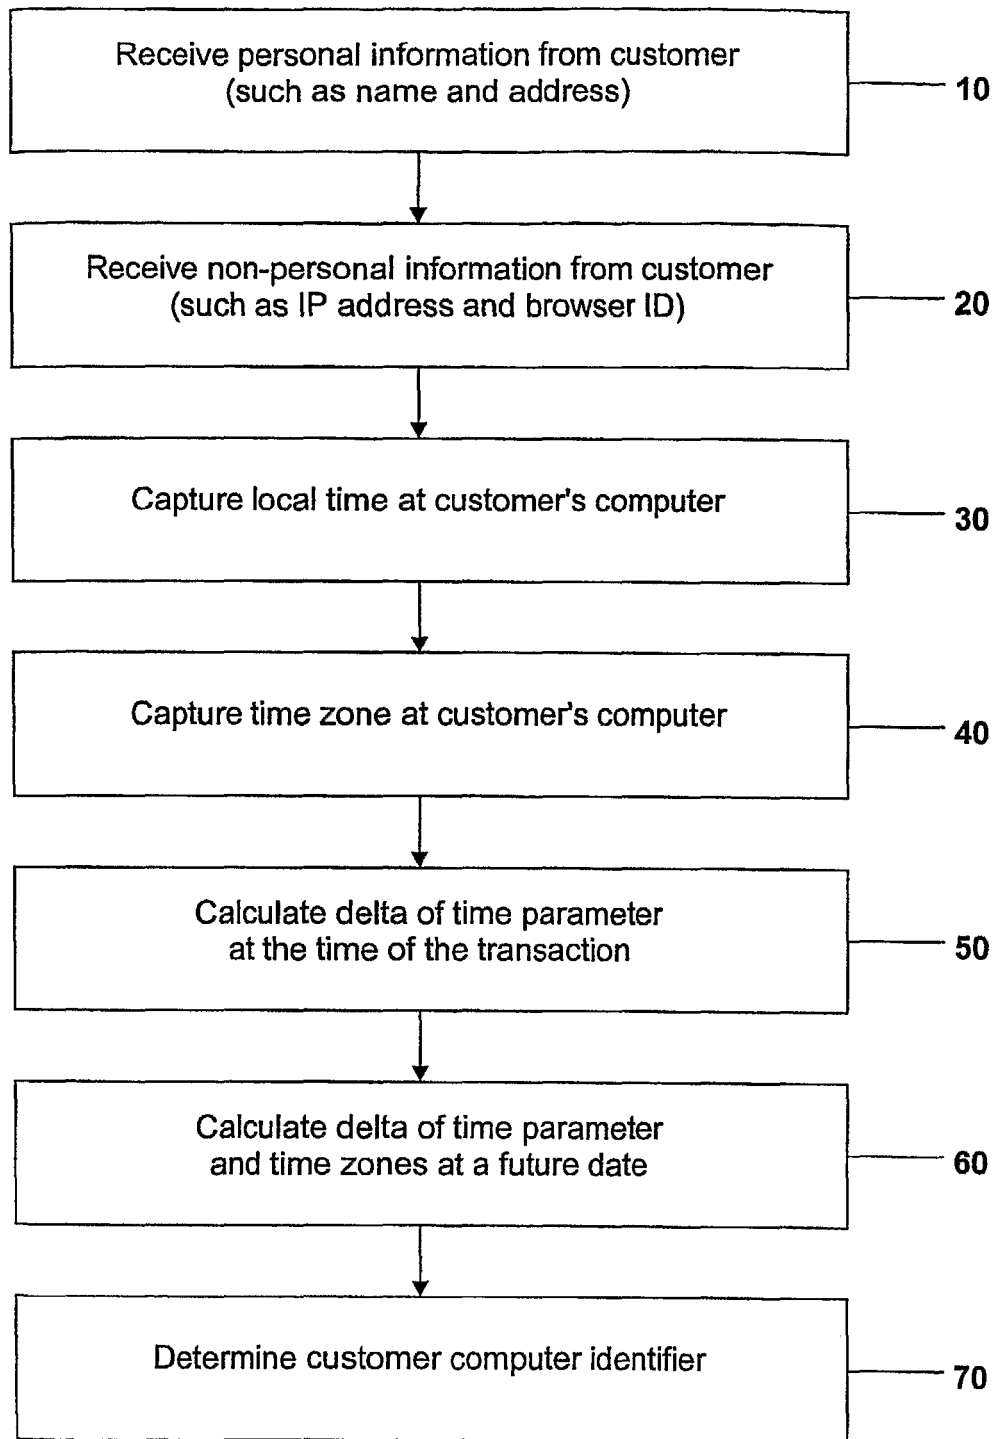 Receive personal information from customer
(such as name and address)
10
Receive non-personal information from customer
(such as IP address and browser ID)
20
Capture local time at customer's computer
30
Capture time zone at customer's computer
40
Calculate delta of time parameter
at the time of the transaction
50
Calculate delta of time parameter
and time zones at a future date
60
Determine customer computer identifier
70